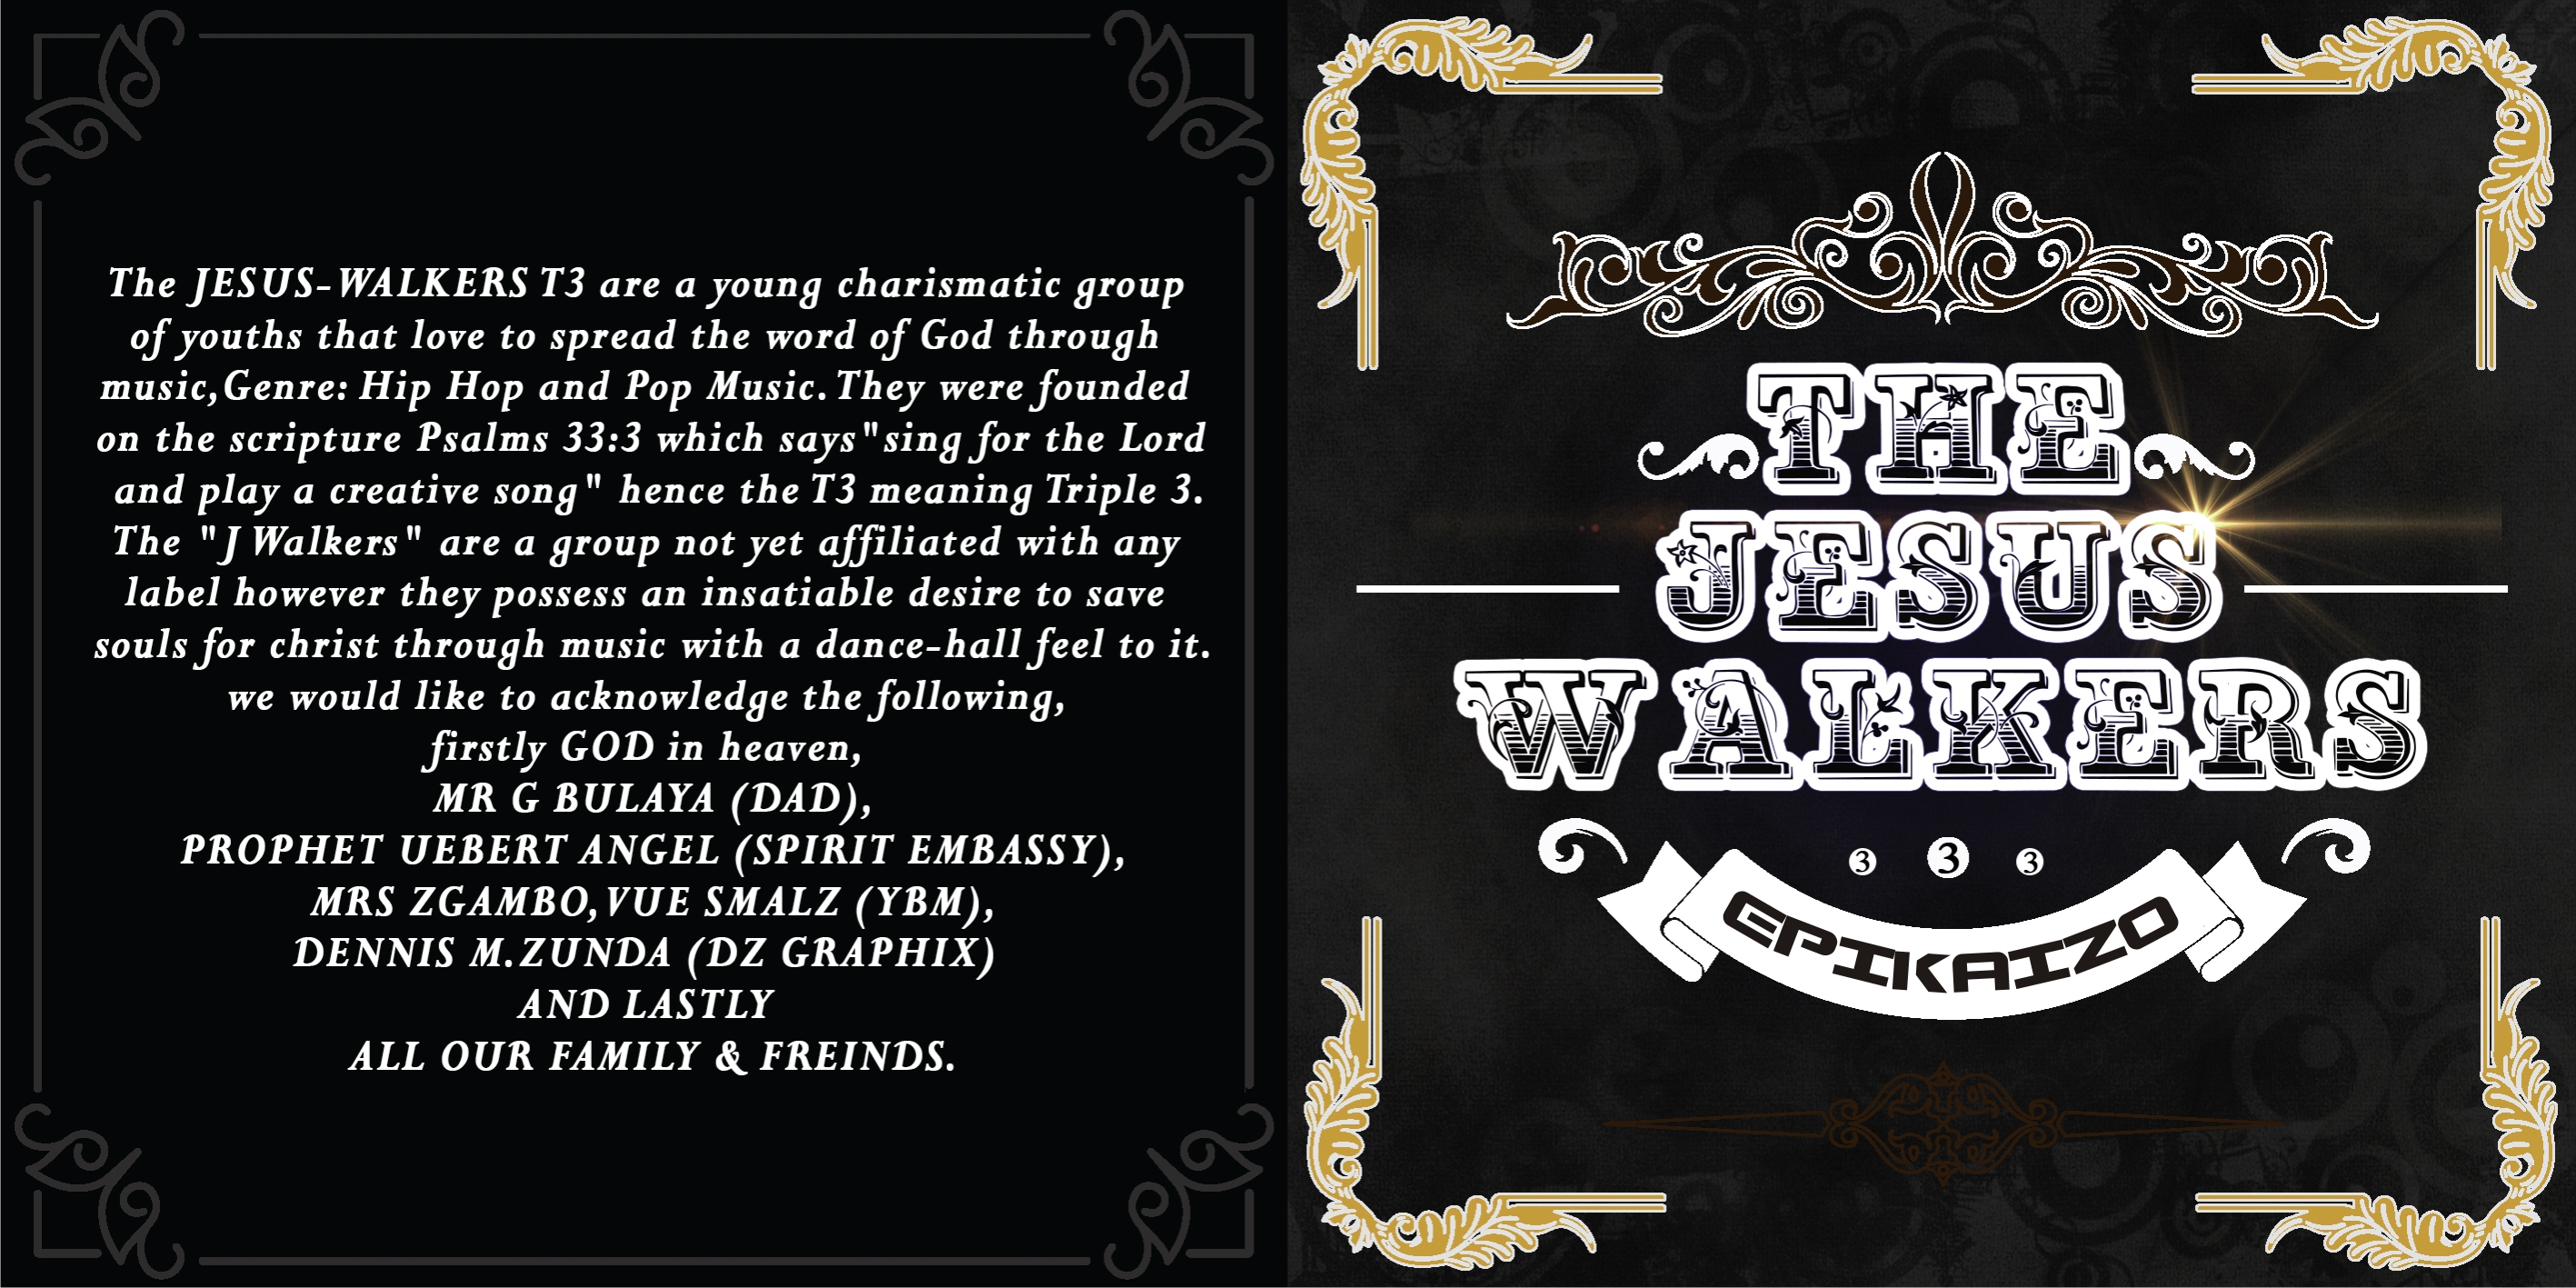 The JESUS-WALKERS T3 are a young charismatic group
of youths that love to spread the word of God through
music,Genre: Hip Hop and Pop Music. They were founded
on the scripture Psalms 33:3 which says"sing for the Lord
and play a creative song" hence the T3 meaning Triple 3.
The "J Walkers" are a group not yet affiliated with any
label however they possess an insatiable desire to save
souls for christ through music with a dance-hall feel to it.
we would like to acknowledge the following,
firstly GOD in heaven,
MR G BULAYA (DAD),
PROPHET UEBERT ANGEL (SPIRIT EMBASSY),
MRS ZGAMBO,VUE SMALZ (YBM),
DENNIS M.ZUNDA (DZ GRAPHIX)
AND LASTLY
ALL OUR FAMILY & FREINDS.
THE
JESUS
WALKERS
3 3 3
EPIKAIZO